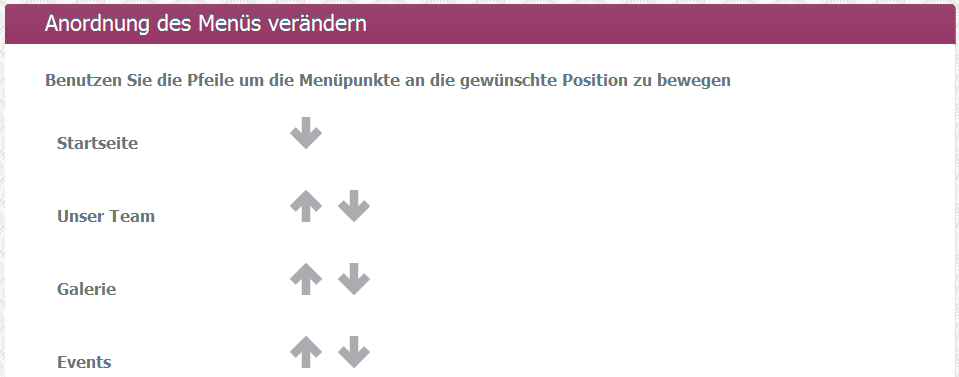 Anordnung des Menüs verändern
Benutzen Sie die Pfeile um die Menüpunkte an die gewünschte Position zu bewegen
Startseite
Unser Team
Galerie
Events